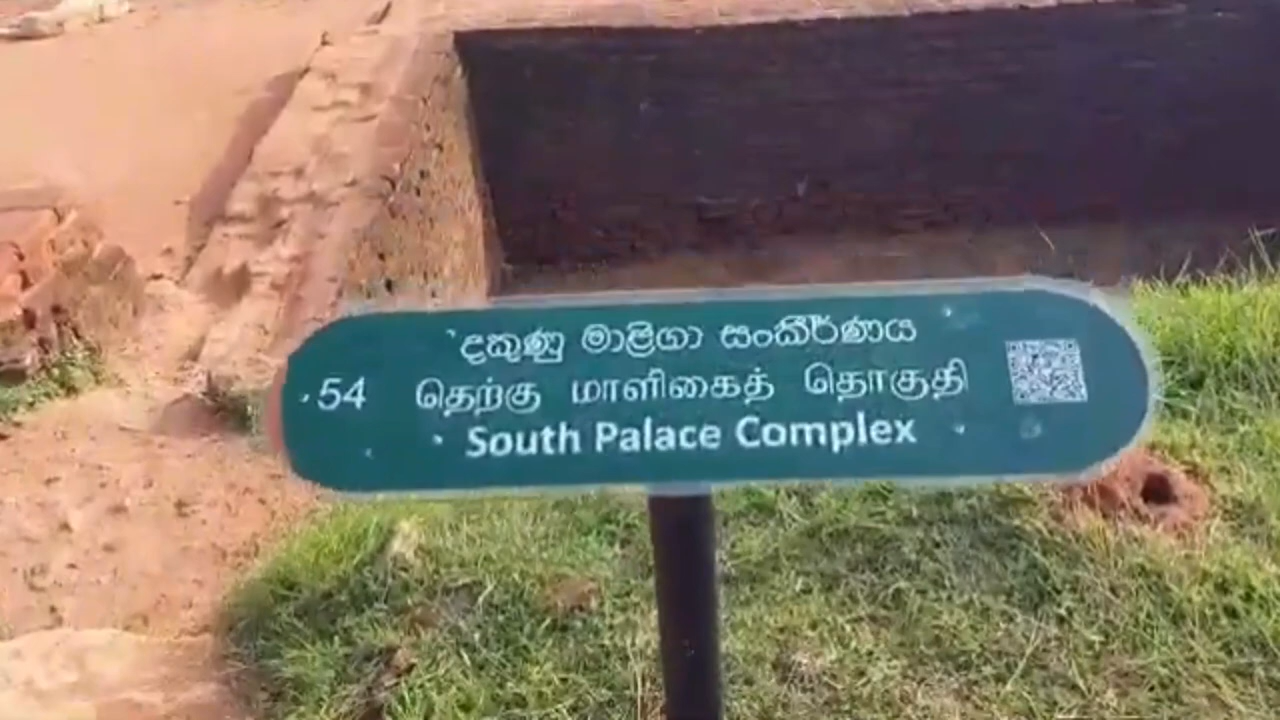 දකුණු මාළිගා සංකීර්ණය
54 தெற்கு மாளிகைத் தொகுதி
South Palace Complex